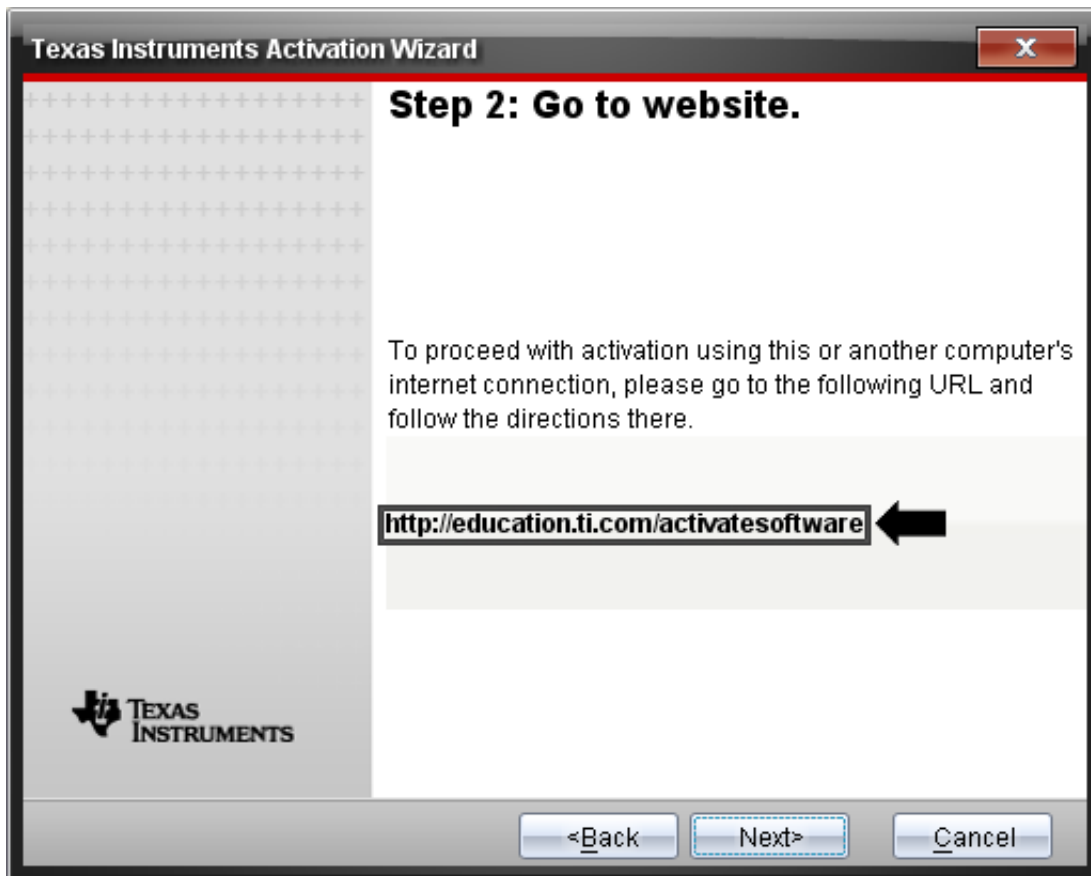 Texas Instruments Activation Wizard
x
Step 2: Go to website.
To proceed with activation using this or another computer's
internet connection, please go to the following URL and
follow the directions there.
http://education.ti.com/activatesoftware
TEXAS
INSTRUMENTS
<Back
Next>
Cancel